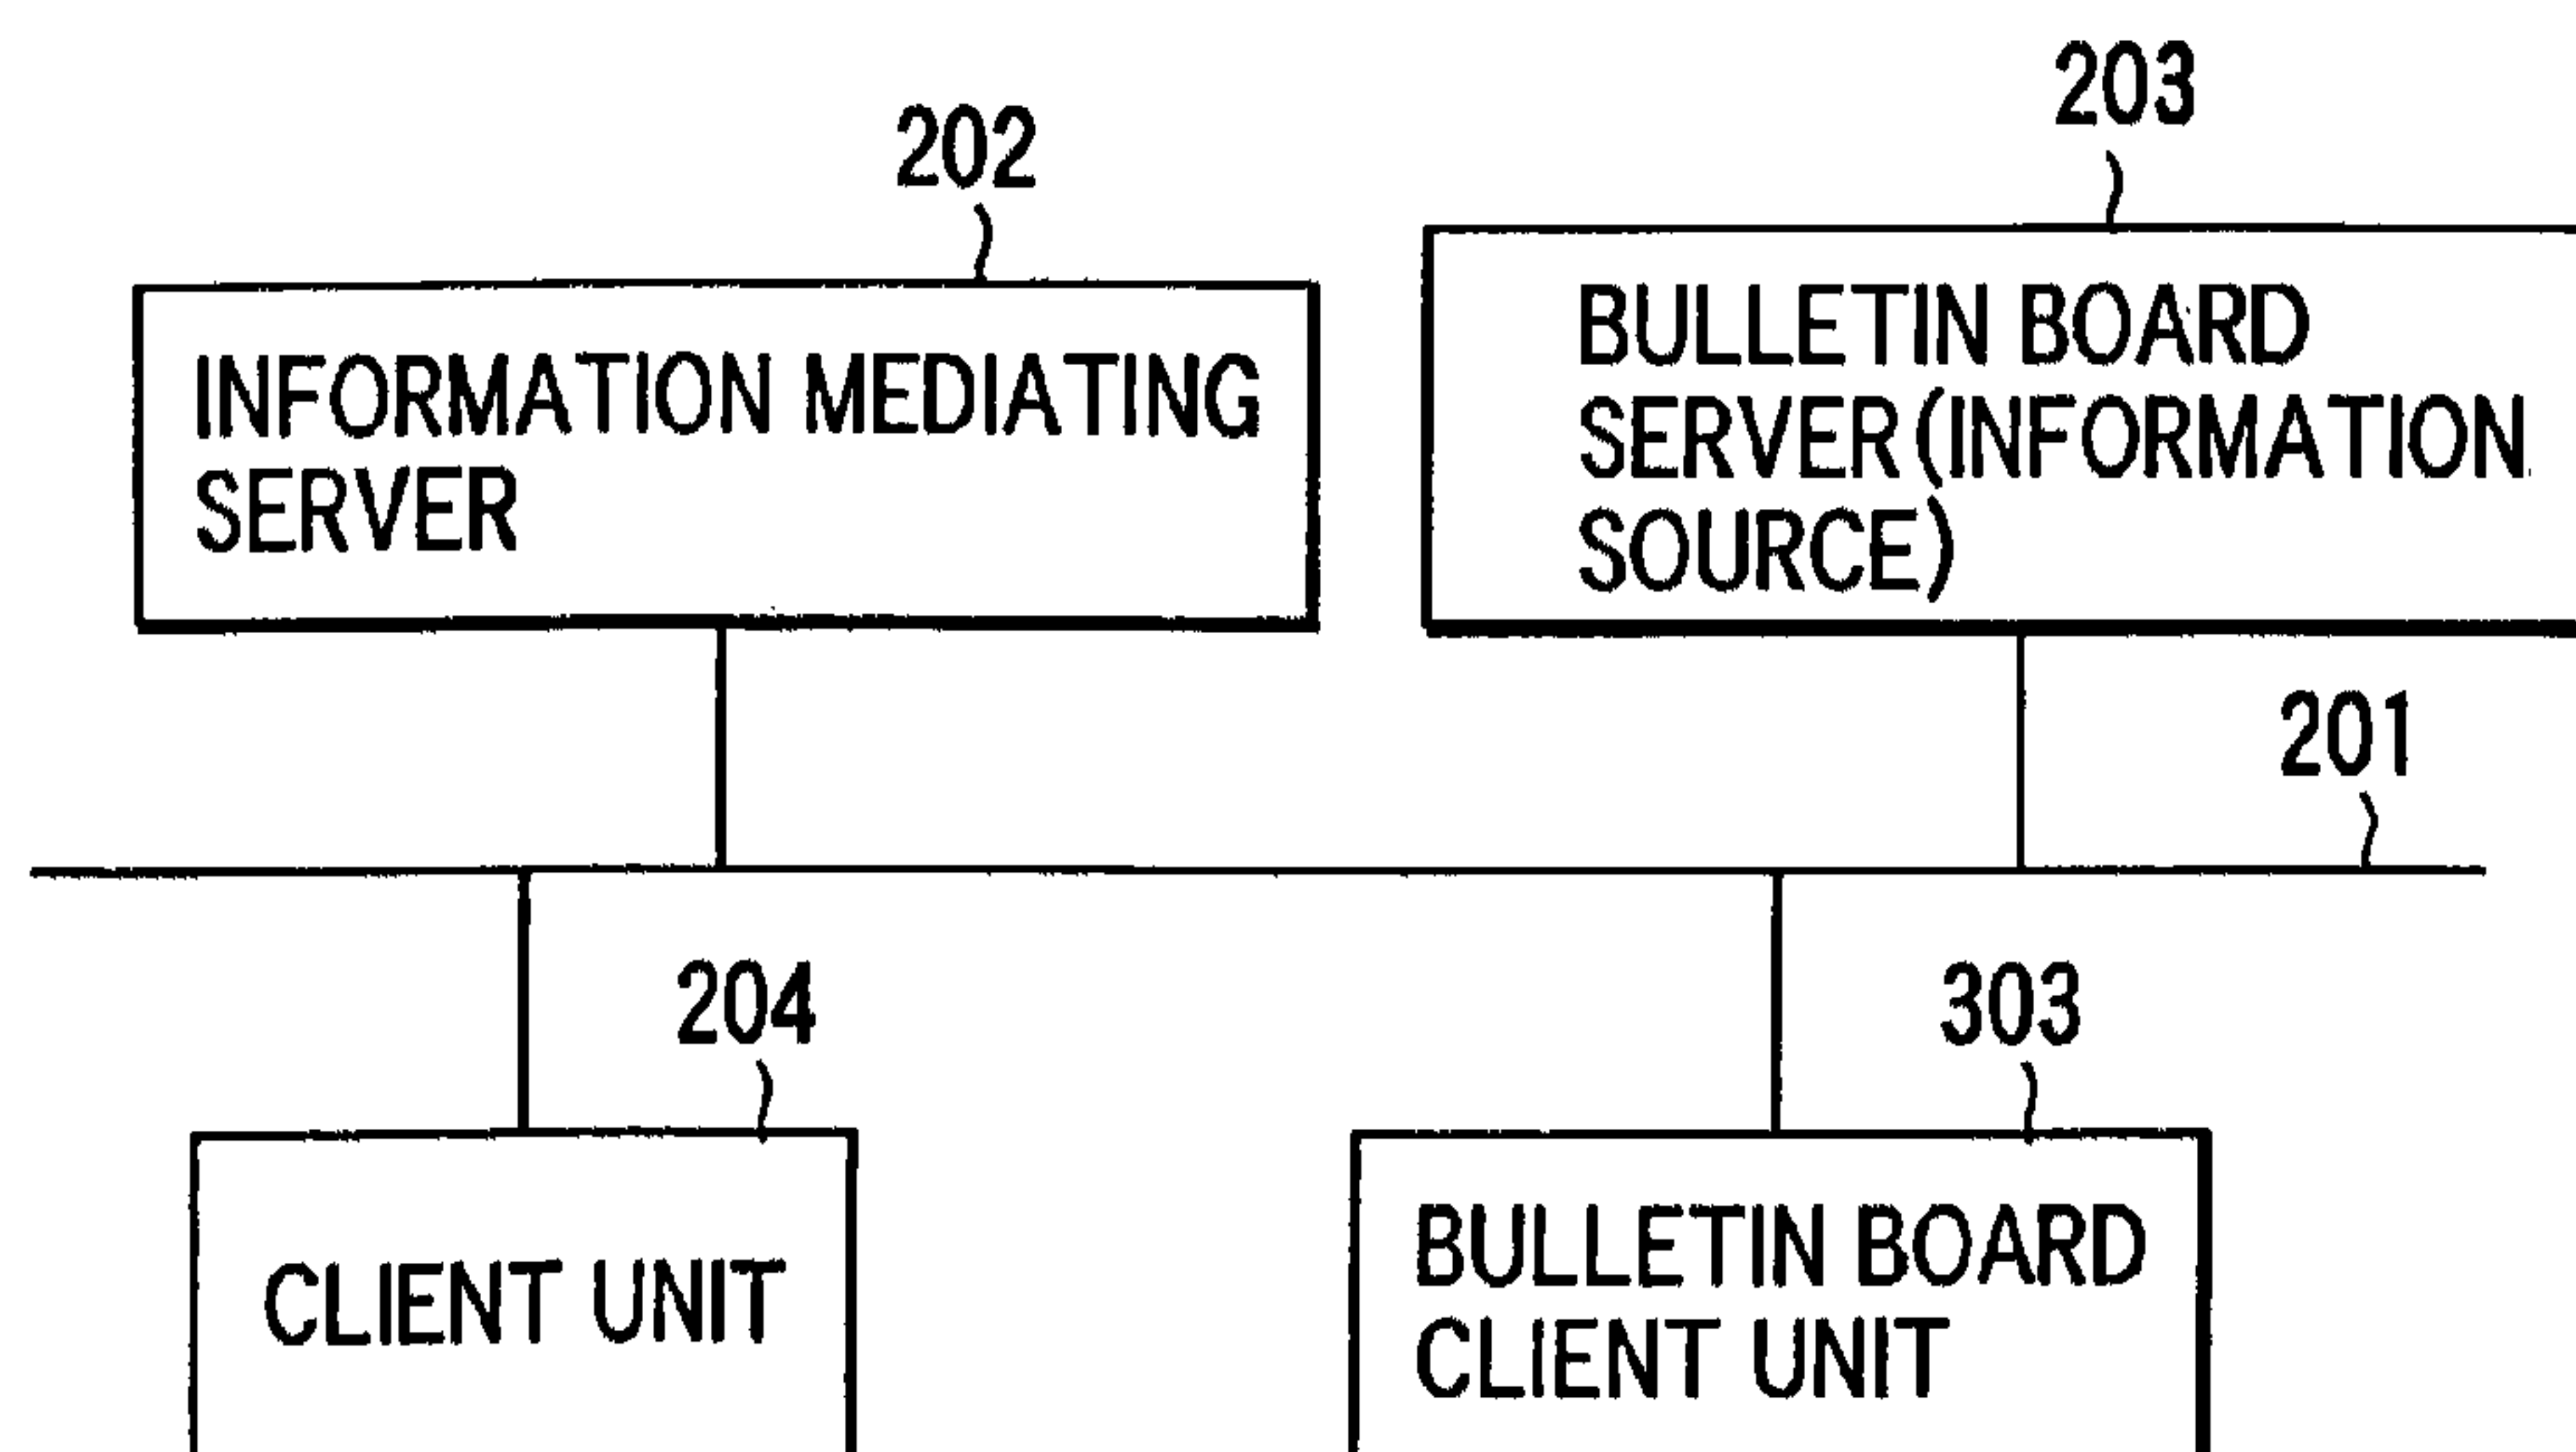 202
INFORMATION MEDIATING
SERVER
203
BULLETIN BOARD
SERVER(INFORMATION
SOURCE)
201
204
CLIENT UNIT
303
BULLETIN BOARD
CLIENT UNIT